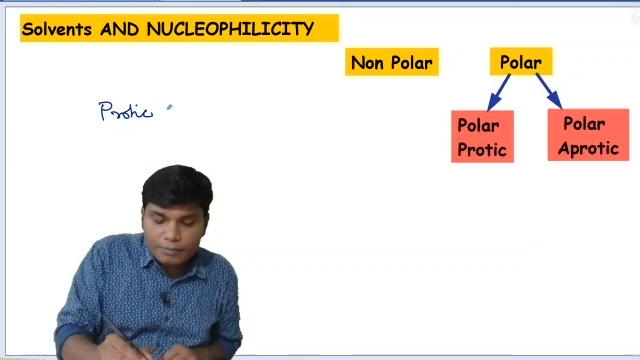 Solvents AND NUCLEOPHILICITY
Non Polar
Polar
Protic
Polar
Protic
Polar
Aprotic